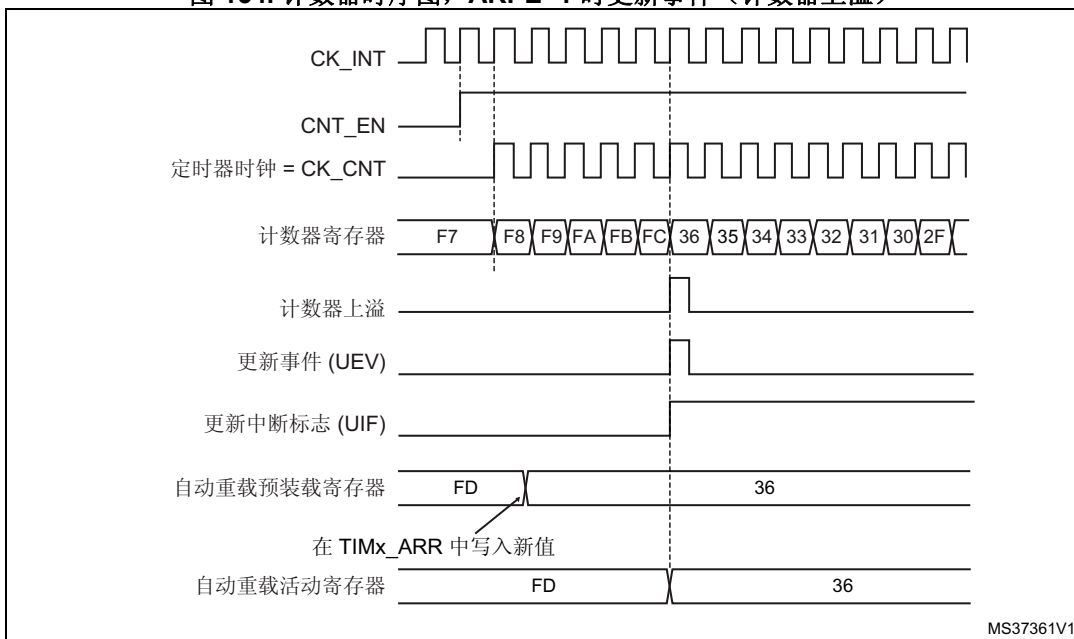 CK_INT
CNT_EN
定时器时钟 = CK_CNT
计数器寄存器 F7 F8 F9 FA FB FC 36 35 34 33 32 31 30 2F
计数器上溢
更新事件 (UEV)
更新中断标志 (UIF)
自动重载预装载寄存器 FD 36
在 TIMx_ARR 中写入新值
自动重载活动寄存器 FD 36
MS37361V1